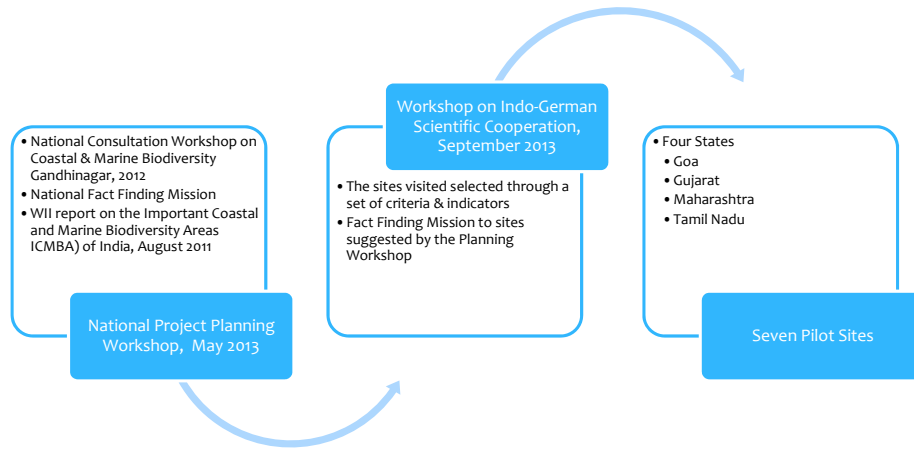 • National Consultation Workshop on
Coastal & Marine Biodiversity
Gandhinagar, 2012
• National Fact Finding Mission
• WII report on the Important Coastal
and Marine Biodiversity Areas
ICMBA) of India, August 2011
National Project Planning
Workshop, May 2013
Workshop on Indo-German
Scientific Cooperation,
September 2013
• The sites visited selected through a
set of criteria & indicators
• Fact Finding Mission to sites
suggested by the Planning
Workshop
• Four States
• Goa
• Gujarat
• Maharashtra
• Tamil Nadu
Seven Pilot Sites